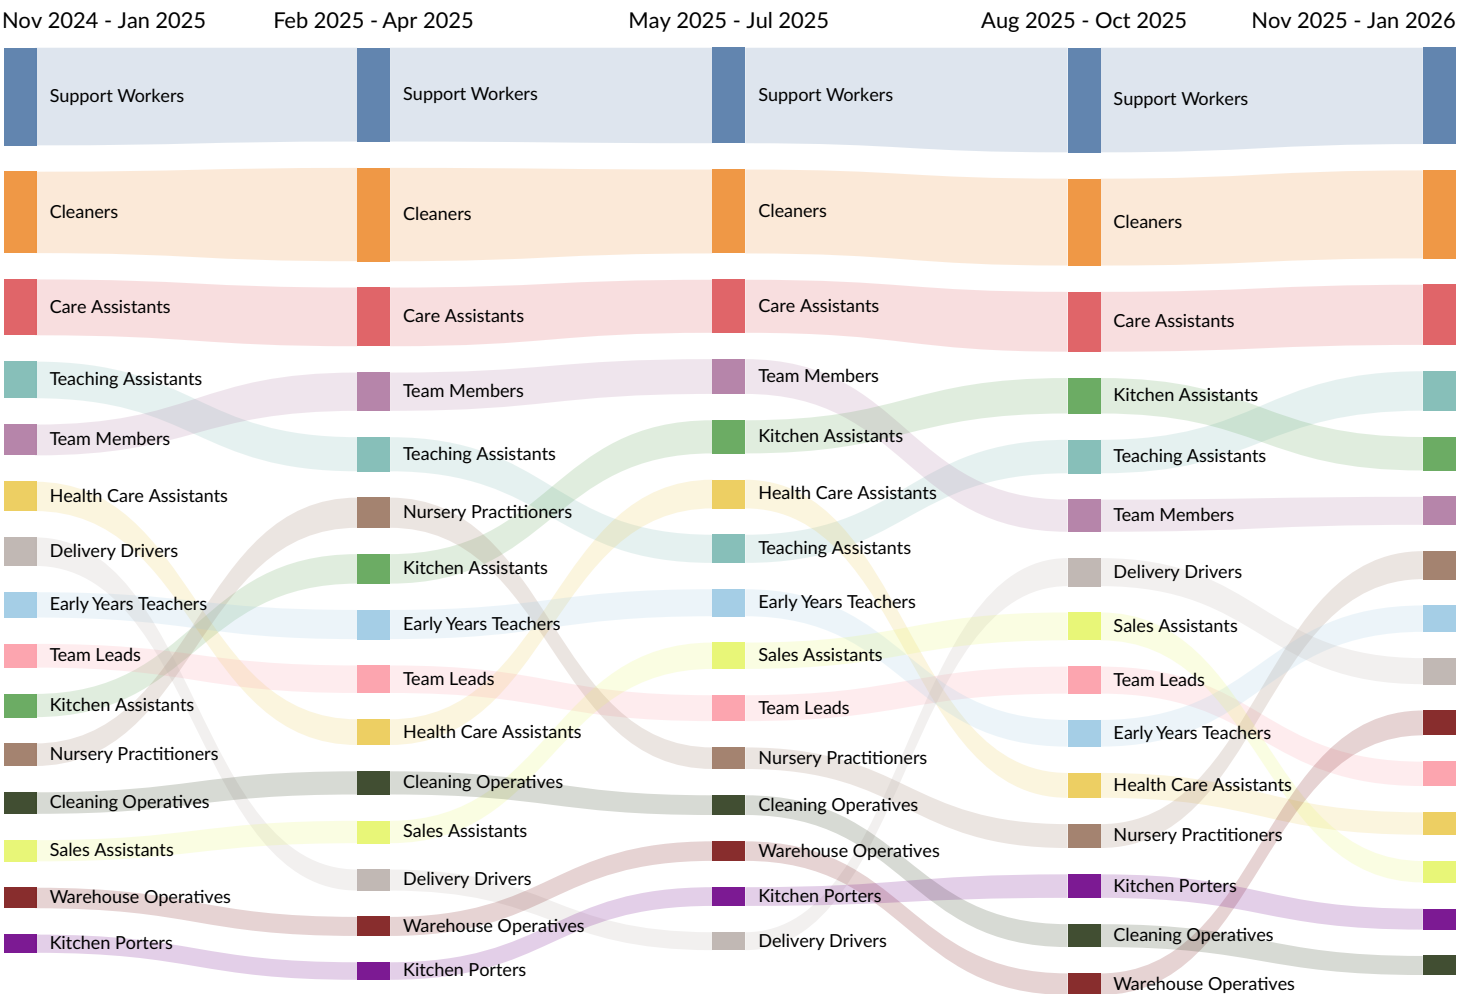 Nov 2024 - Jan 2025
Feb 2025 - Apr 2025
May 2025 - Jul 2025
Aug 2025 - Oct 2025
Nov 2025 - Jan 2026
Support Workers
Cleaners
Care Assistants
Teaching Assistants
Team Members
Health Care Assistants
Delivery Drivers
Early Years Teachers
Team Leads
Kitchen Assistants
Nursery Practitioners
Cleaning Operatives
Sales Assistants
Warehouse Operatives
Kitchen Porters
Support Workers
Cleaners
Care Assistants
Team Members
Teaching Assistants
Nursery Practitioners
Kitchen Assistants
Early Years Teachers
Team Leads
Health Care Assistants
Cleaning Operatives
Sales Assistants
Delivery Drivers
Warehouse Operatives
Kitchen Porters
Support Workers
Cleaners
Care Assistants
Team Members
Kitchen Assistants
Health Care Assistants
Teaching Assistants
Early Years Teachers
Sales Assistants
Team Leads
Nursery Practitioners
Cleaning Operatives
Warehouse Operatives
Kitchen Porters
Delivery Drivers
Support Workers
Cleaners
Care Assistants
Kitchen Assistants
Teaching Assistants
Team Members
Delivery Drivers
Sales Assistants
Team Leads
Early Years Teachers
Health Care Assistants
Nursery Practitioners
Kitchen Porters
Cleaning Operatives
Warehouse Operatives